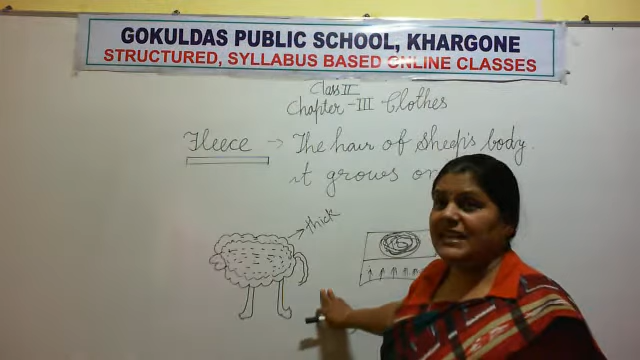 GOKULDAS PUBLIC SCHOOL, KHARGONE
STRUCTURED, SYLLABUS BASED ONLINE CLASSES
Class II
Chapter - III Clothes
Fleece → The hair of sheep's body.
it grows on
thick